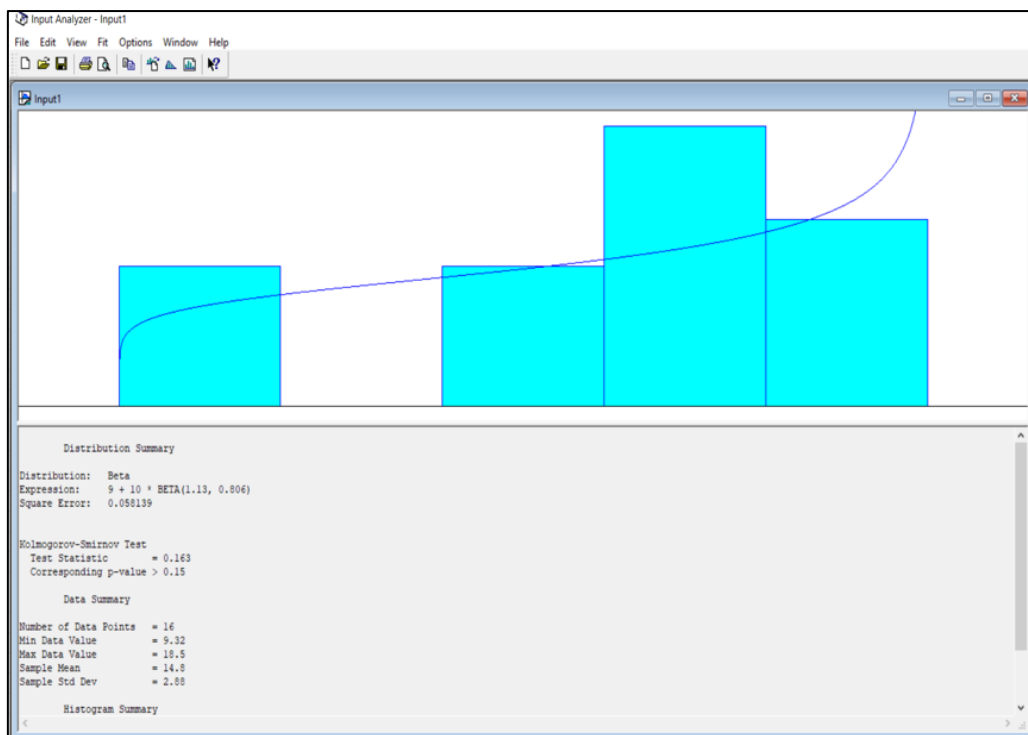 Input Analyzer - Input1
File Edit View Fit Options Window Help
Input1
Distribution Summary
Distribution: Beta
Expression: 9 + 10 * BETA(1.13, 0.806)
Square Error: 0.058139
Kolmogorov-Smirnov Test
Test Statistic = 0.163
Corresponding p-value > 0.15
Data Summary
Number of Data Points = 16
Min Data Value = 9.32
Max Data Value = 18.5
Sample Mean = 14.8
Sample Std Dev = 2.88
Histogram Summary